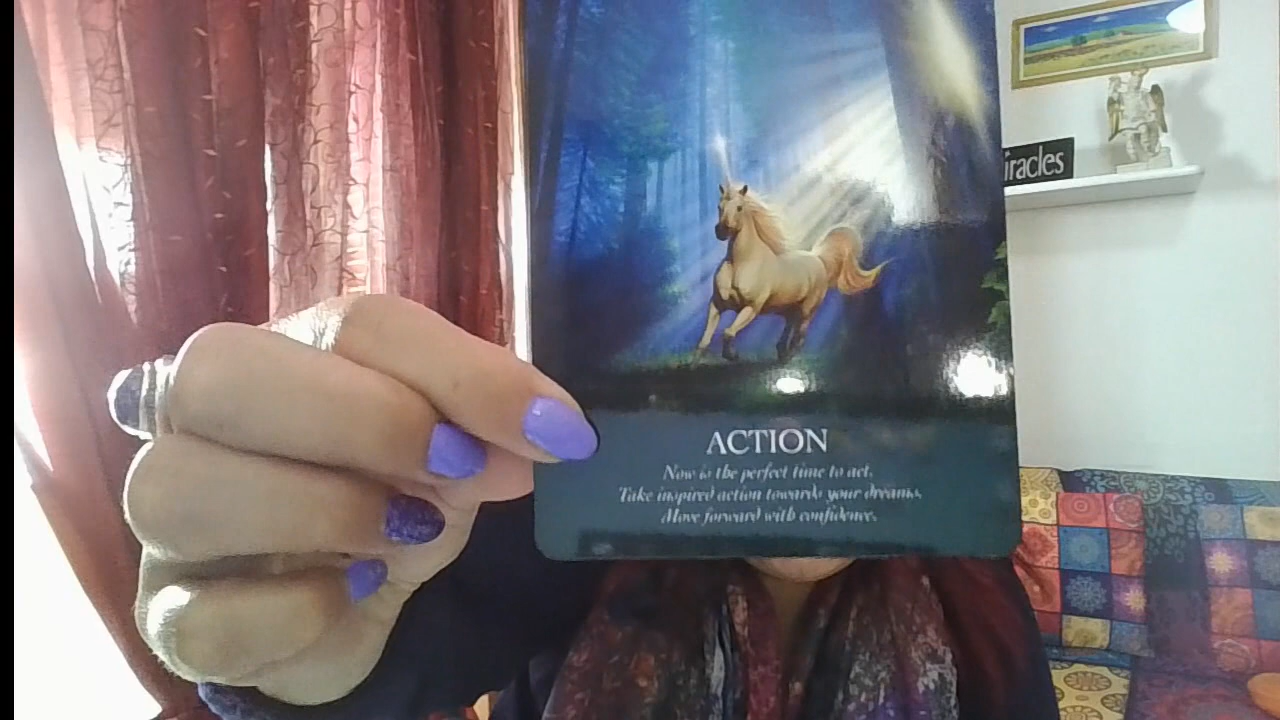 iracles
ACTION
Now is the perfect time to act.
Take inspired action towards your dreams.
Move forward with confidence.